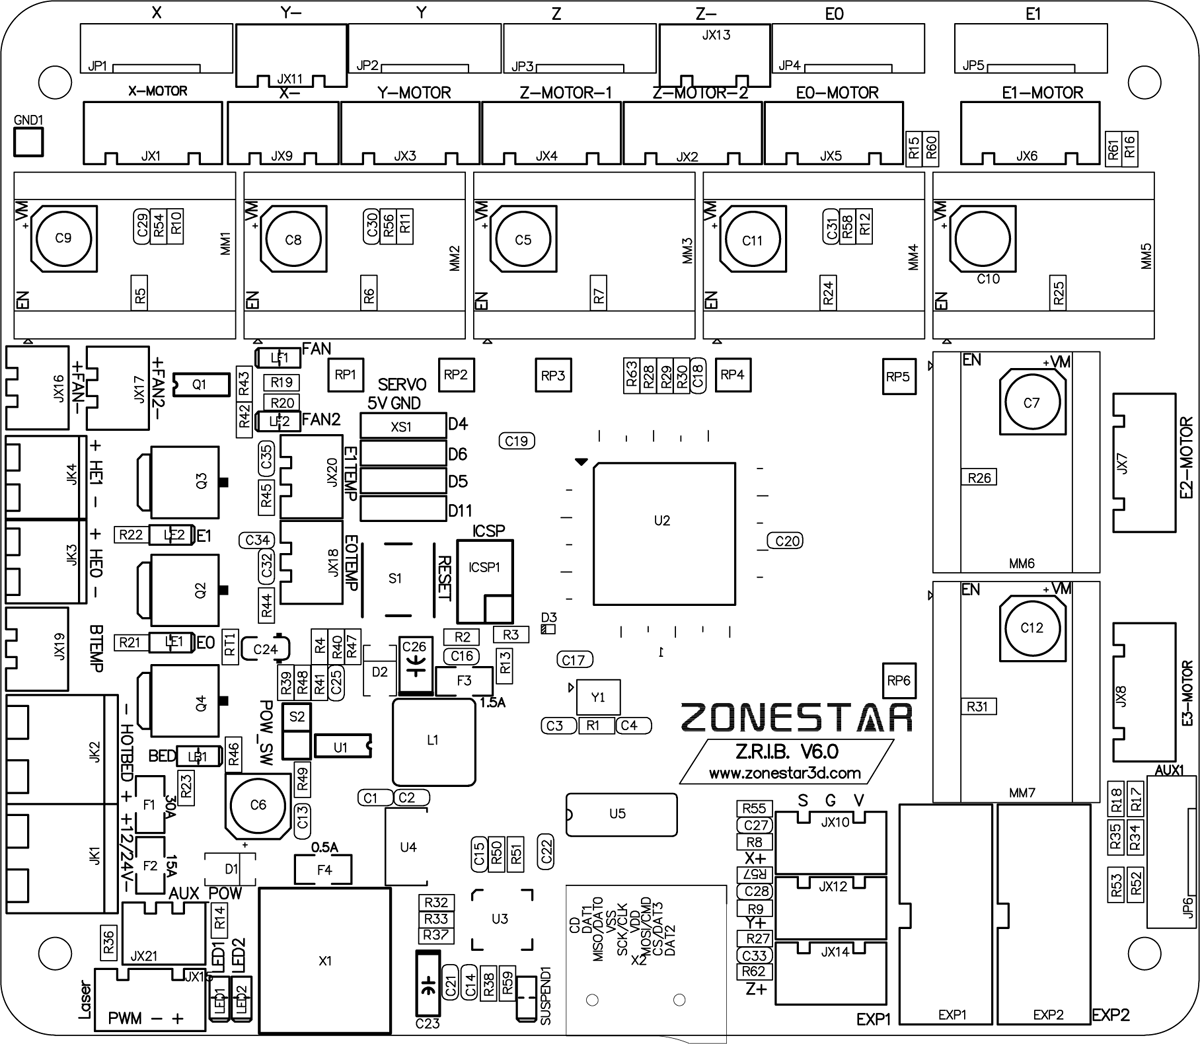 X Y- Y Z Z- E0 E1
JP1 JX11 JP2 JP3 JX13 JP4 JP5
X-MOTOR X- Y-MOTOR Z-MOTOR-1 Z-MOTOR-2 E0-MOTOR E1-MOTOR
GND1
JX1 JX9 JX3 JX4 JX2 JX5 R15 R60 JX6 R61 R16
+VM C9 C29 R54 R10 MM1
EN R5
+VM C8 C30 R56 R11 MM2
EN R6
+VM C5 MM3
EN R7
+VM C11 C31 R58 R12 MM4
EN R24
+VM C10 MM5
EN R25
JX16 +FAN- JX17 +FAN2- Q1 R43 R42
LF1 FAN
R19
R20
LF2 FAN2
RP1 RP2 RP3 R63 R28 R29 R30 C18 RP4 RP5
SERVO
5V GND
XS1 D4
D6
D5
D11
C19
JK4 + HE1 - Q3 C35 R45 JX20 E1TEMP
R22 LE2 E1
JK3 + HE0 - Q2 C34 C32 R44 JX18 E0TEMP
S1 RESET
ICSP
ICSP1
U2
1
C20
EN +VM
C7
R26
MM6
JX7 E2-MOTOR
EN +VM
C12
R31
MM7
JX8 E3-MOTOR
JX19 BTEMP
R21 LE1 E0
RT1 C24 R4 R40 R47
R39 R48 R41 C25
D2 C26 R2 R3 D3
C16 R13
F3
1.5A
C17
Y1
C3 R1 C4
RP6
Q4
JK2 - HOTBED +
BED LB1 R46
R23
POW_SW S2 U1
L1
ZONESTAR
Z.R.I.B. V6.0
www.zonestar3d.com
F1 30A
C6
R49
C13
C1 C2
JK1 +12/24V-
F2 15A
D1
+
0.5A
F4
U4
C15 R50 R51 C22
U5
S G V
R55
C27
R8
X+
R57
C28
R9
Y+
R27
C33
R62
Z+
JX10
JX12
JX14
AUX1
R18 R17
R35 R34
R53 R52
JP6
AUX POW
JX21
R36
R14
LED1 LED2
LED1 LED2
JX15
Laser
PWM - +
X1
R32
R33
R37
U3
C23 C21 C14 R38 R59
SUSPEND1
CD
DAT1
MISO/DAT0
VSS
SCK/CLK
VDD
MOSI/CMD
CS/DAT3
DAT2
X2
EXP1 EXP1 EXP2 EXP2